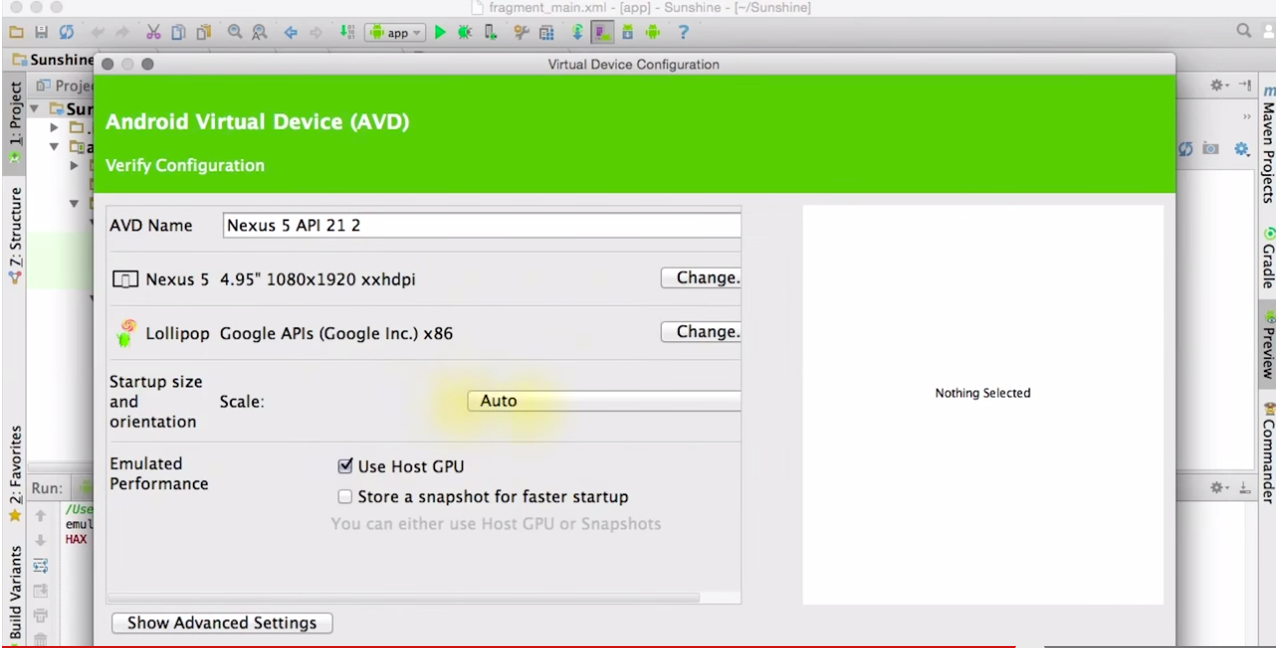 fragment_main.xml - [app] - Sunshine - [~/Sunshine]
app
?
Sunshine
Virtual Device Configuration
1: Project
Z: Structure
2: Favorites
Build Variants
Proje
Sun
Android Virtual Device (AVD)
Verify Configuration
AVD Name
Nexus 5 API 21 2
Nexus 5 4.95" 1080x1920 xxhdpi
Change.
Lollipop Google APIs (Google Inc.) x86
Change.
Startup size
and
orientation
Scale:
Auto
Emulated
Performance
Use Host GPU
Store a snapshot for faster startup
You can either use Host GPU or Snapshots
Nothing Selected
Show Advanced Settings
Run:
/Use
emul
HAX
m
Maven Projects
Gradle
Preview
Commander